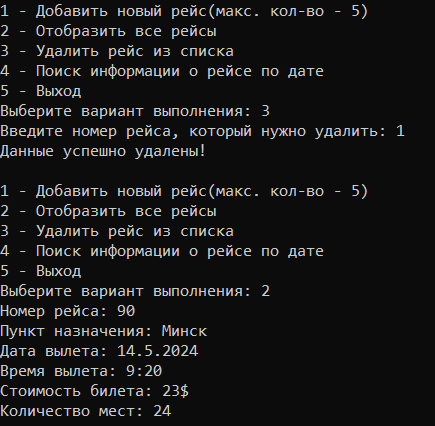 1 - Добавить новый рейс(макс. кол-во - 5)
2 - Отобразить все рейсы
3 - Удалить рейс из списка
4 - Поиск информации о рейсе по дате
5 - Выход
Выберите вариант выполнения: 3
Введите номер рейса, который нужно удалить: 1
Данные успешно удалены!
1 - Добавить новый рейс(макс. кол-во - 5)
2 - Отобразить все рейсы
3 - Удалить рейс из списка
4 - Поиск информации о рейсе по дате
5 - Выход
Выберите вариант выполнения: 2
Номер рейса: 90
Пункт назначения: Минск
Дата вылета: 14.5.2024
Время вылета: 9:20
Стоимость билета: 23$
Количество мест: 24